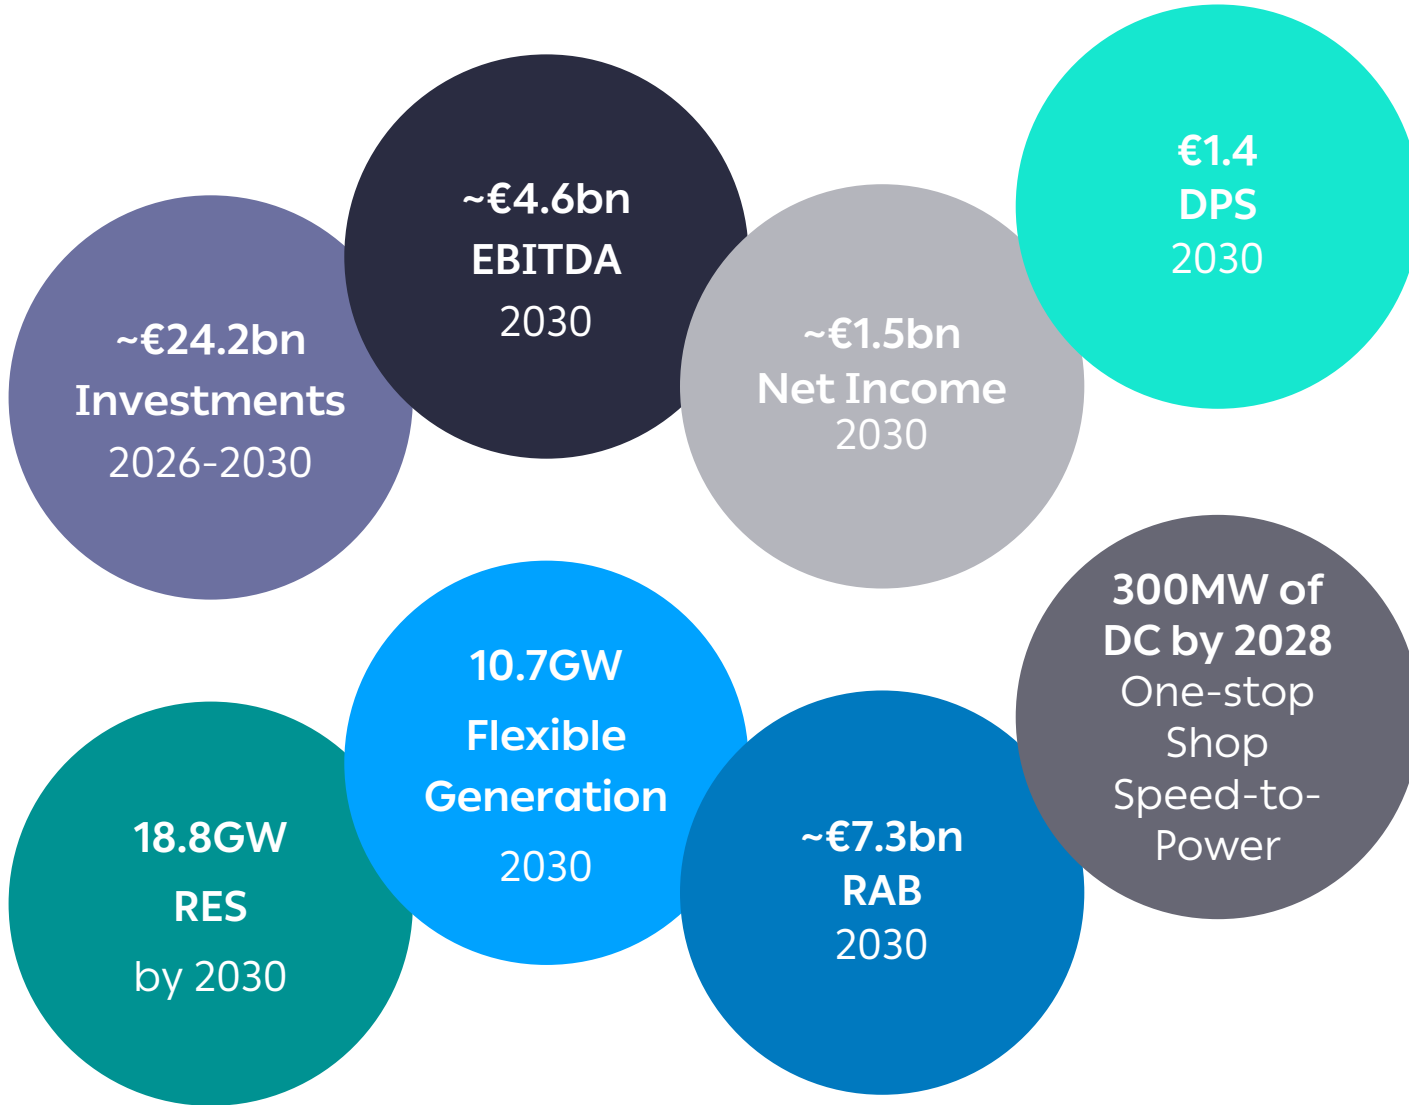 ~€24.2bn
Investments
2026-2030
~€4.6bn
EBITDA
2030
~€1.5bn
Net Income
2030
€1.4
DPS
2030
18.8GW
RES
by 2030
10.7GW
Flexible
Generation
2030
~€7.3bn
RAB
2030
300MW of
DC by 2028
One-stop
Shop
Speed-to-
Power